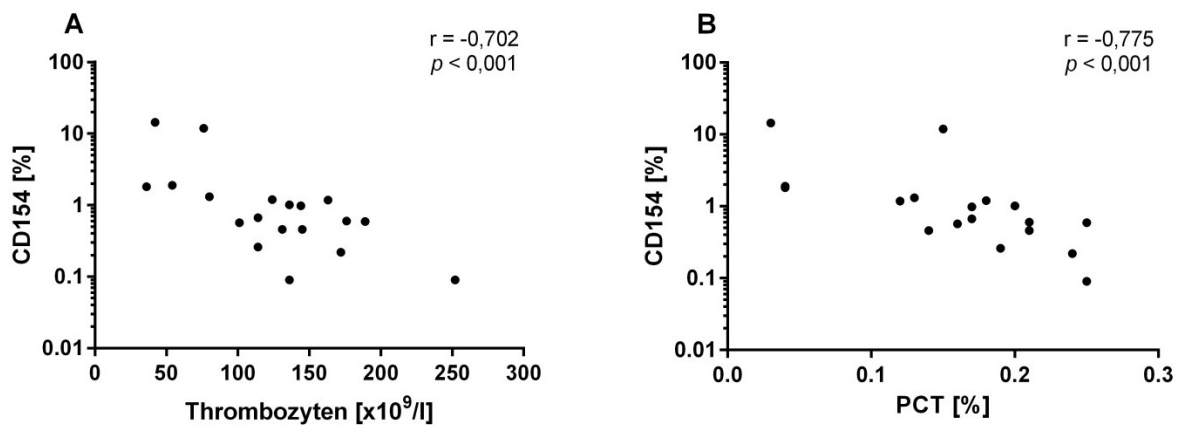 A
r = -0,702
p < 0,001
CD154 [%]
100
10
1
0.1
0.01
0 50 100 150 200 250 300
Thrombozyten [x10⁹/l]
B
r = -0,775
p < 0,001
CD154 [%]
100
10
1
0.1
0.01
0.0 0.1 0.2 0.3
PCT [%]